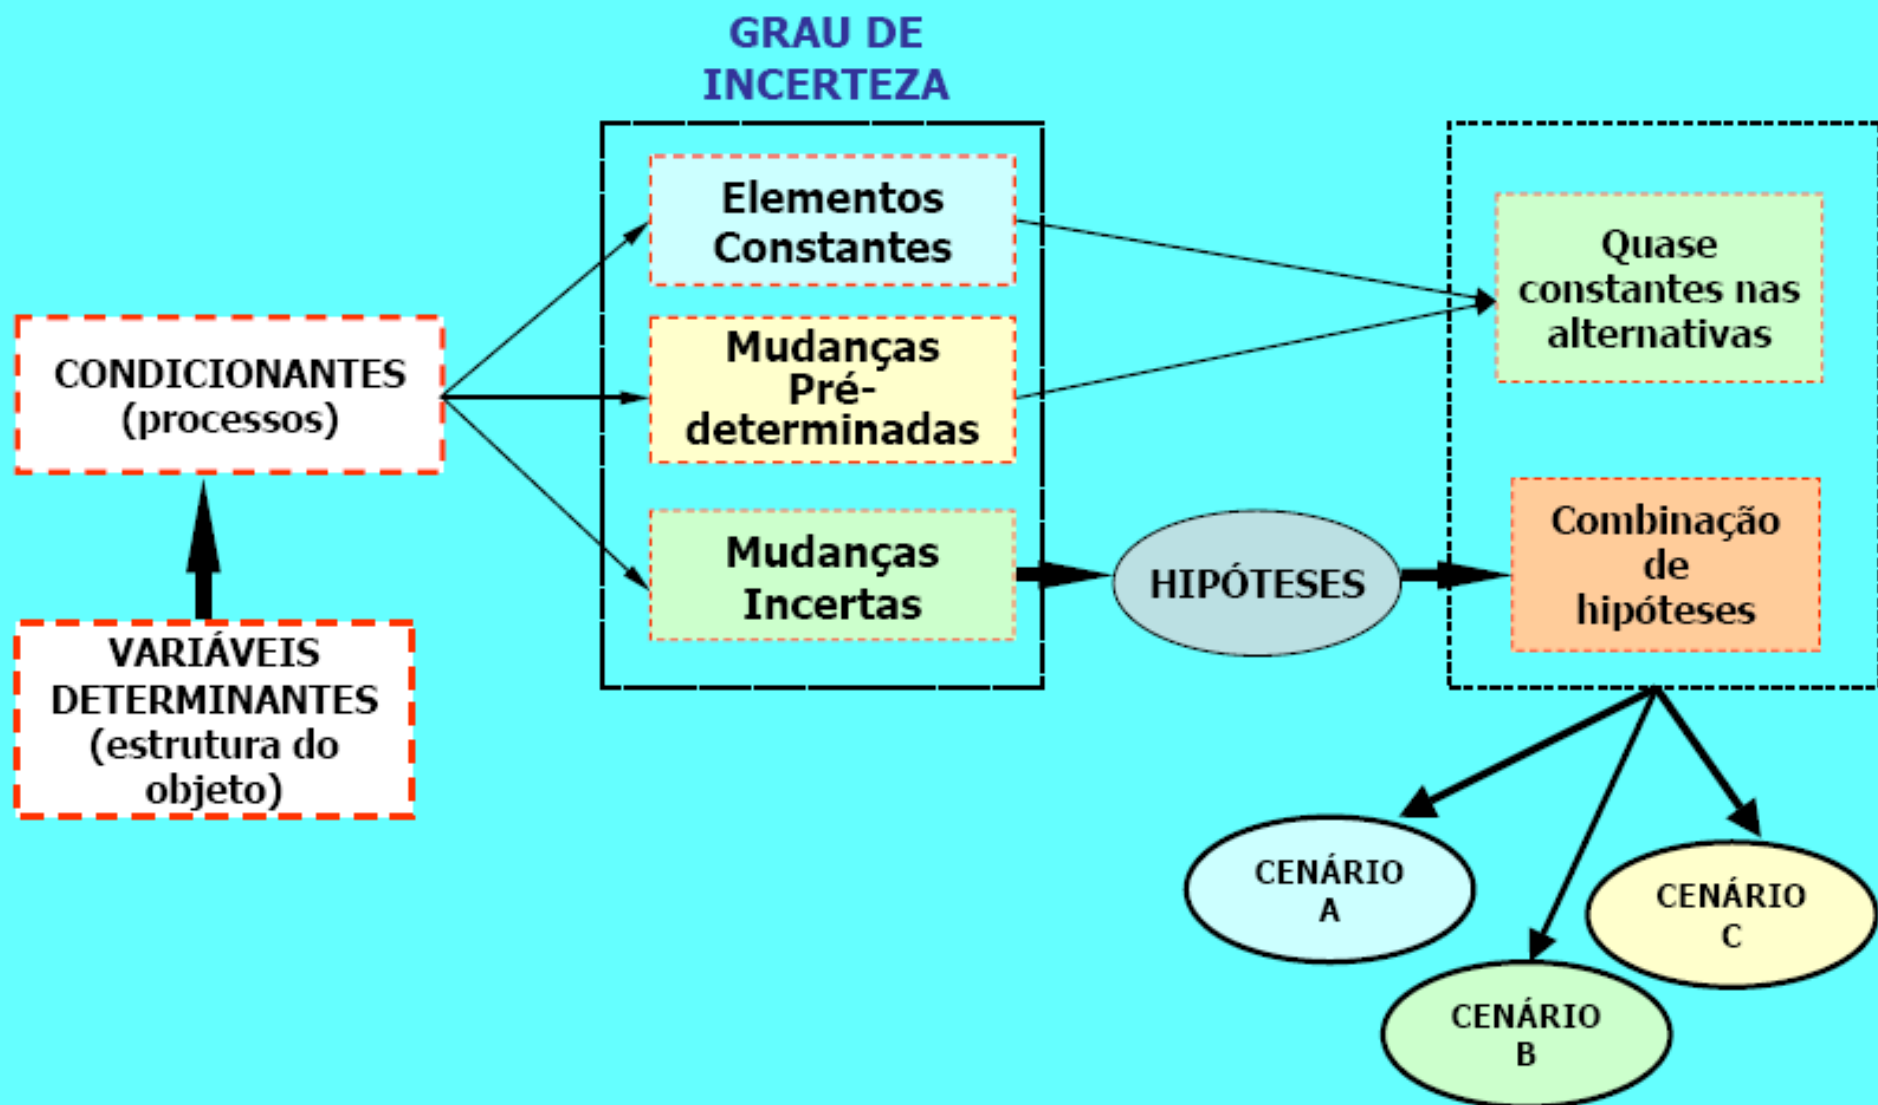 GRAU DE
INCERTEZA
Elementos
Constantes
Mudanças
Pré-
determinadas
Mudanças
Incertas
CONDICIONANTES
(processos)
VARIÁVEIS
DETERMINANTES
(estrutura do
objeto)
HIPÓTESES
Quase
constantes nas
alternativas
Combinação
de
hipóteses
CENÁRIO
A
CENÁRIO
B
CENÁRIO
C